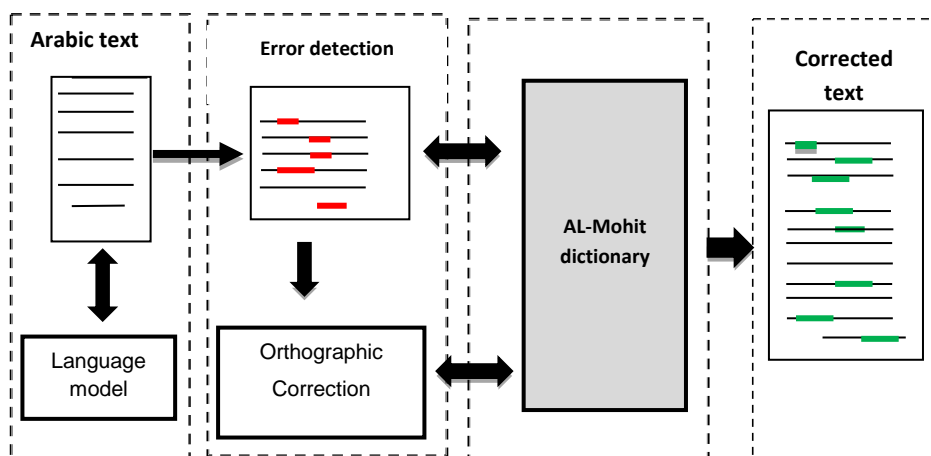 Arabic text
Error detection
Corrected
text
AL-Mohit
dictionary
Language
model
Orthographic
Correction